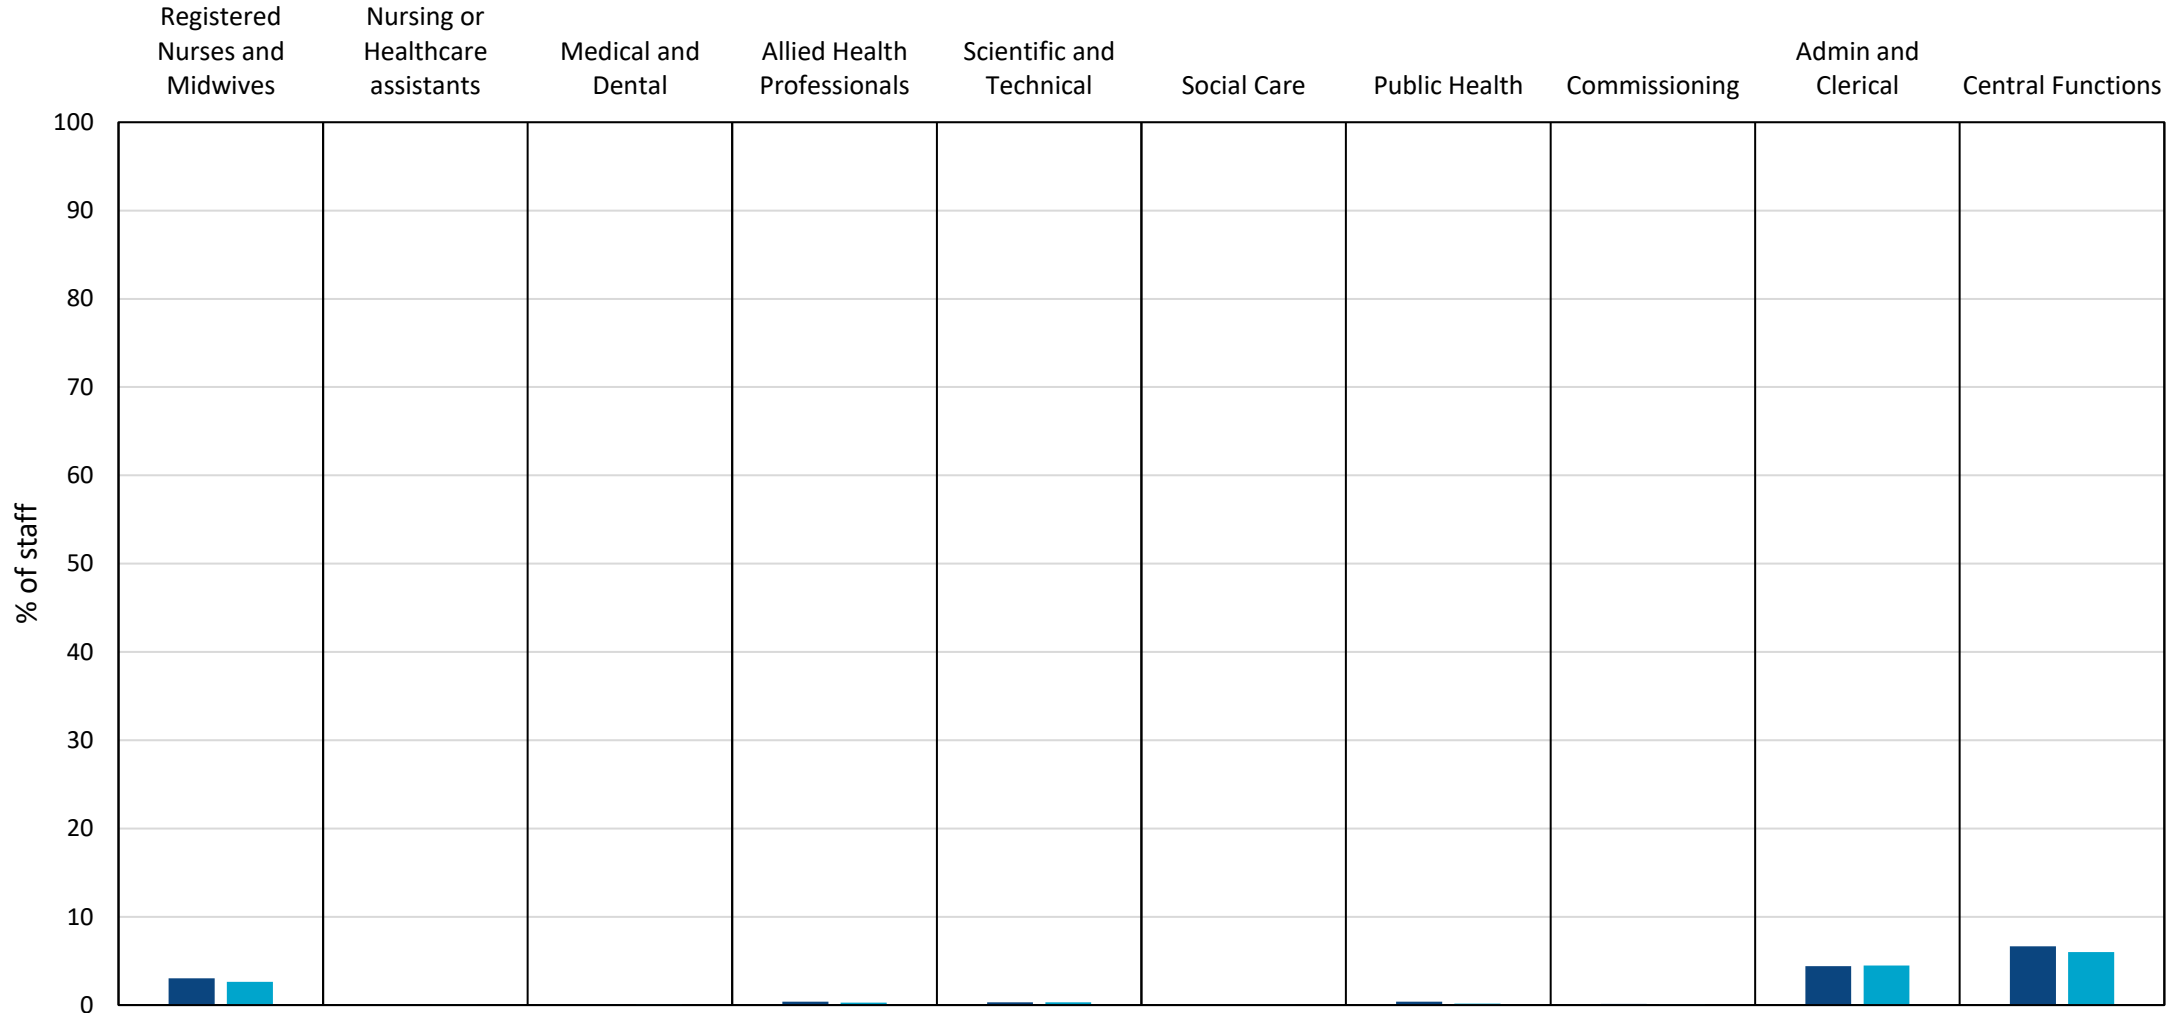 Registered
Nurses and
Midwives
Nursing or
Healthcare
assistants
Medical and
Dental
Allied Health
Professionals
Scientific and
Technical
Social Care
Public Health
Commissioning
Admin and
Clerical
Central Functions
100
90
80
70
60
50
40
30
20
10
0
% of staff